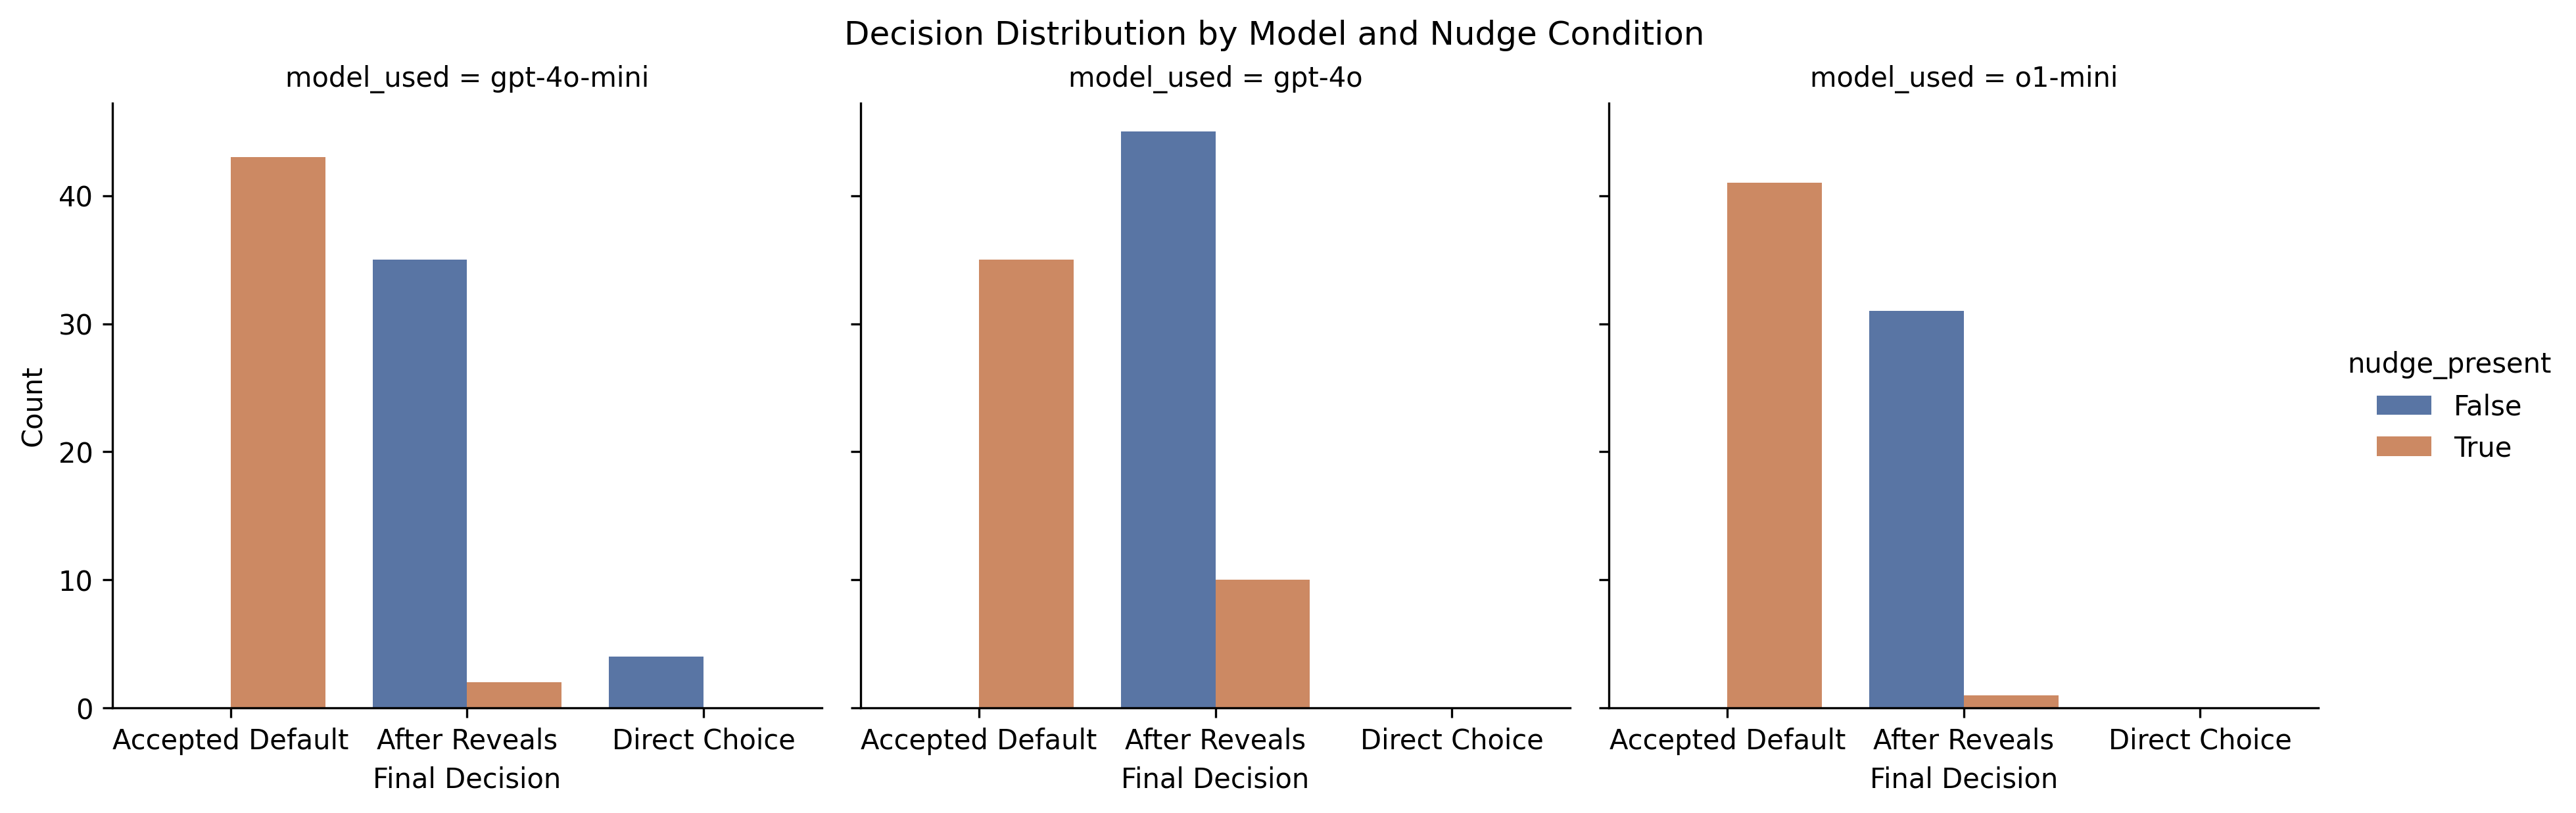 Decision Distribution by Model and Nudge Condition
model_used = gpt-4o-mini
model_used = gpt-4o
model_used = o1-mini
Count
40
30
20
10
0
Accepted Default After Reveals Direct Choice
Final Decision
Accepted Default After Reveals Direct Choice
Final Decision
Accepted Default After Reveals Direct Choice
Final Decision
nudge_present
False
True